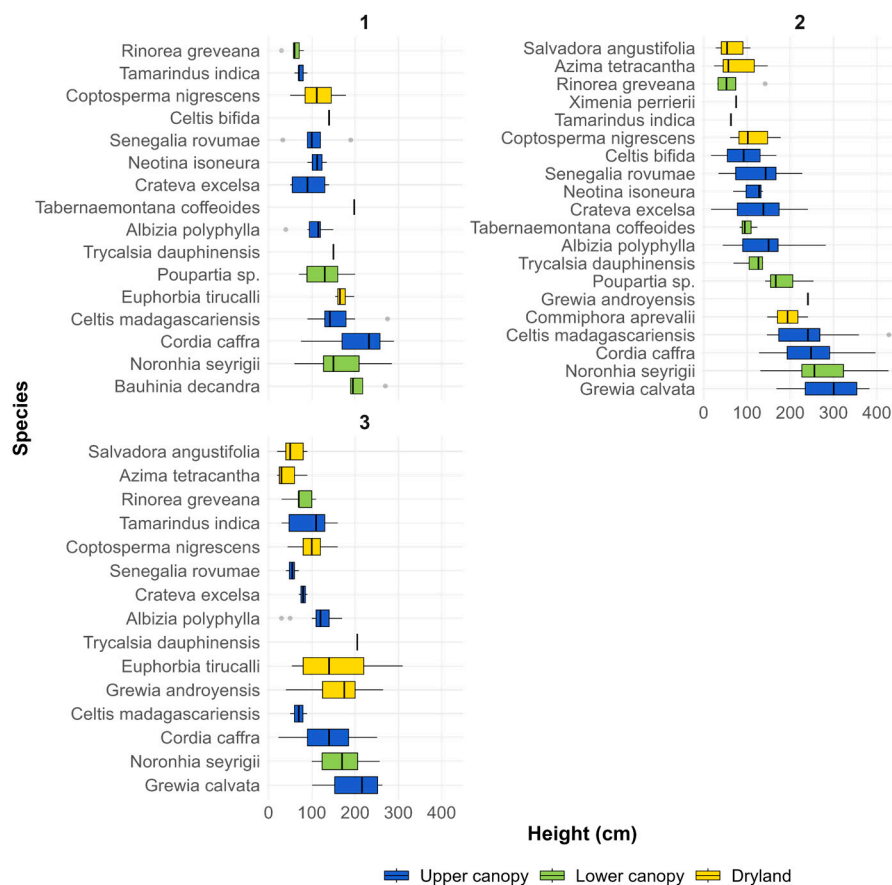 1
Rinorea greveana
Tamarindus indica
Coptosperma nigrescens
Celtis bifida
Senegalia rovumae
Neotina isoneura
Crateva excelsa
Tabernaemontana coffeoides
Albizia polyphylla
Trycalsia dauphinensis
Poupartia sp.
Euphorbia tirucalli
Celtis madagascariensis
Cordia caffra
Noronhia seyrigii
Bauhinia decandra
2
Salvadora angustifolia
Azima tetracantha
Rinorea greveana
Ximenia perrierii
Tamarindus indica
Coptosperma nigrescens
Celtis bifida
Senegalia rovumae
Neotina isoneura
Crateva excelsa
Tabernaemontana coffeoides
Albizia polyphylla
Trycalsia dauphinensis
Poupartia sp.
Grewia androyensis
Commiphora aprevalii
Celtis madagascariensis
Cordia caffra
Noronhia seyrigii
Grewia calvata
0 100 200 300 400
Species
3
Salvadora angustifolia
Azima tetracantha
Rinorea greveana
Tamarindus indica
Coptosperma nigrescens
Senegalia rovumae
Crateva excelsa
Albizia polyphylla
Trycalsia dauphinensis
Euphorbia tirucalli
Grewia androyensis
Celtis madagascariensis
Cordia caffra
Noronhia seyrigii
Grewia calvata
0 100 200 300 400
Height (cm)
Upper canopy Lower canopy Dryland